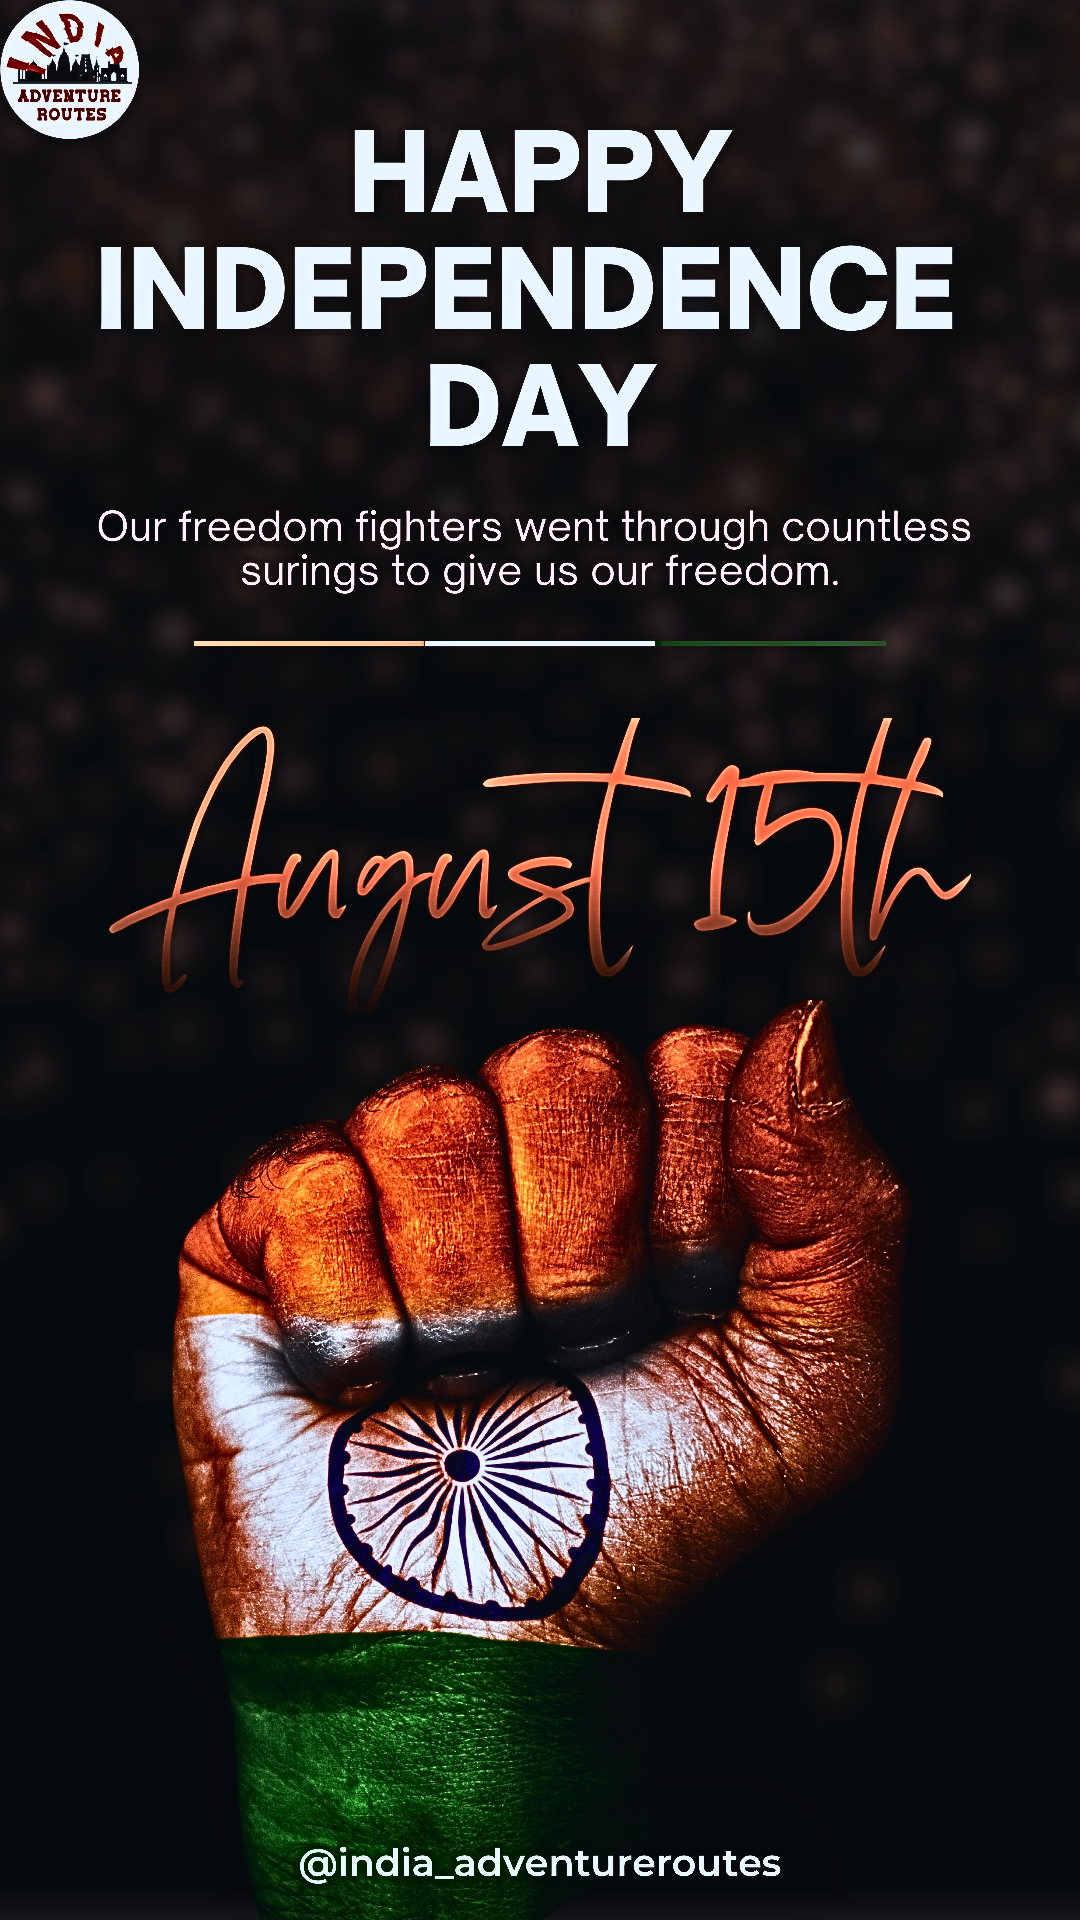 INDIA
ADVENTURE
ROUTES
HAPPY
INDEPENDENCE
DAY
Our freedom fighters went through countless
surings to give us our freedom.
August 15th
@india_adventureroutes